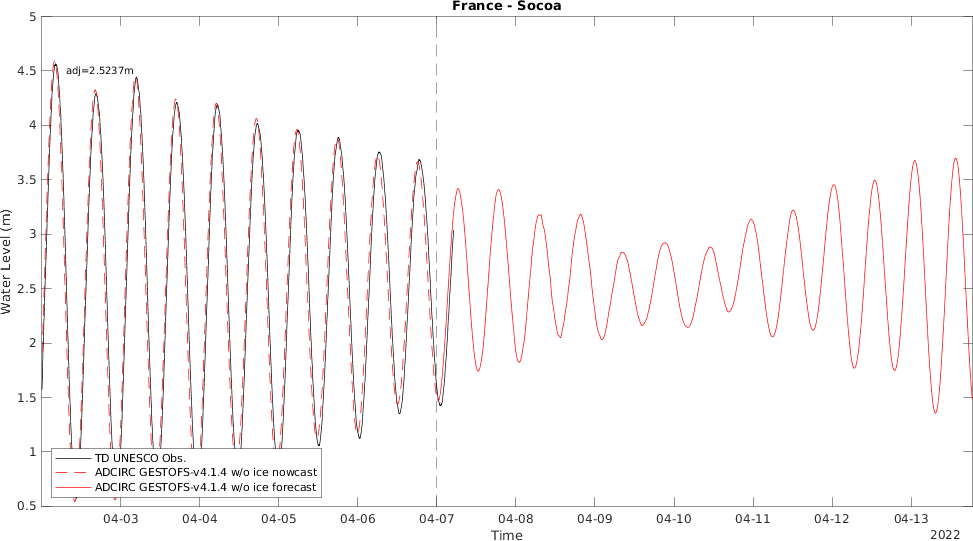 France - Socoa
Water Level (m)
5
4.5
4
3.5
3
2.5
2
1.5
1
0.5
adj=2.5237m
TD UNESCO Obs.
ADCIRC GESTOFS-v4.1.4 w/o ice nowcast
ADCIRC GESTOFS-v4.1.4 w/o ice forecast
04-03 04-04 04-05 04-06 04-07 04-08 04-09 04-10 04-11 04-12 04-13
Time
2022